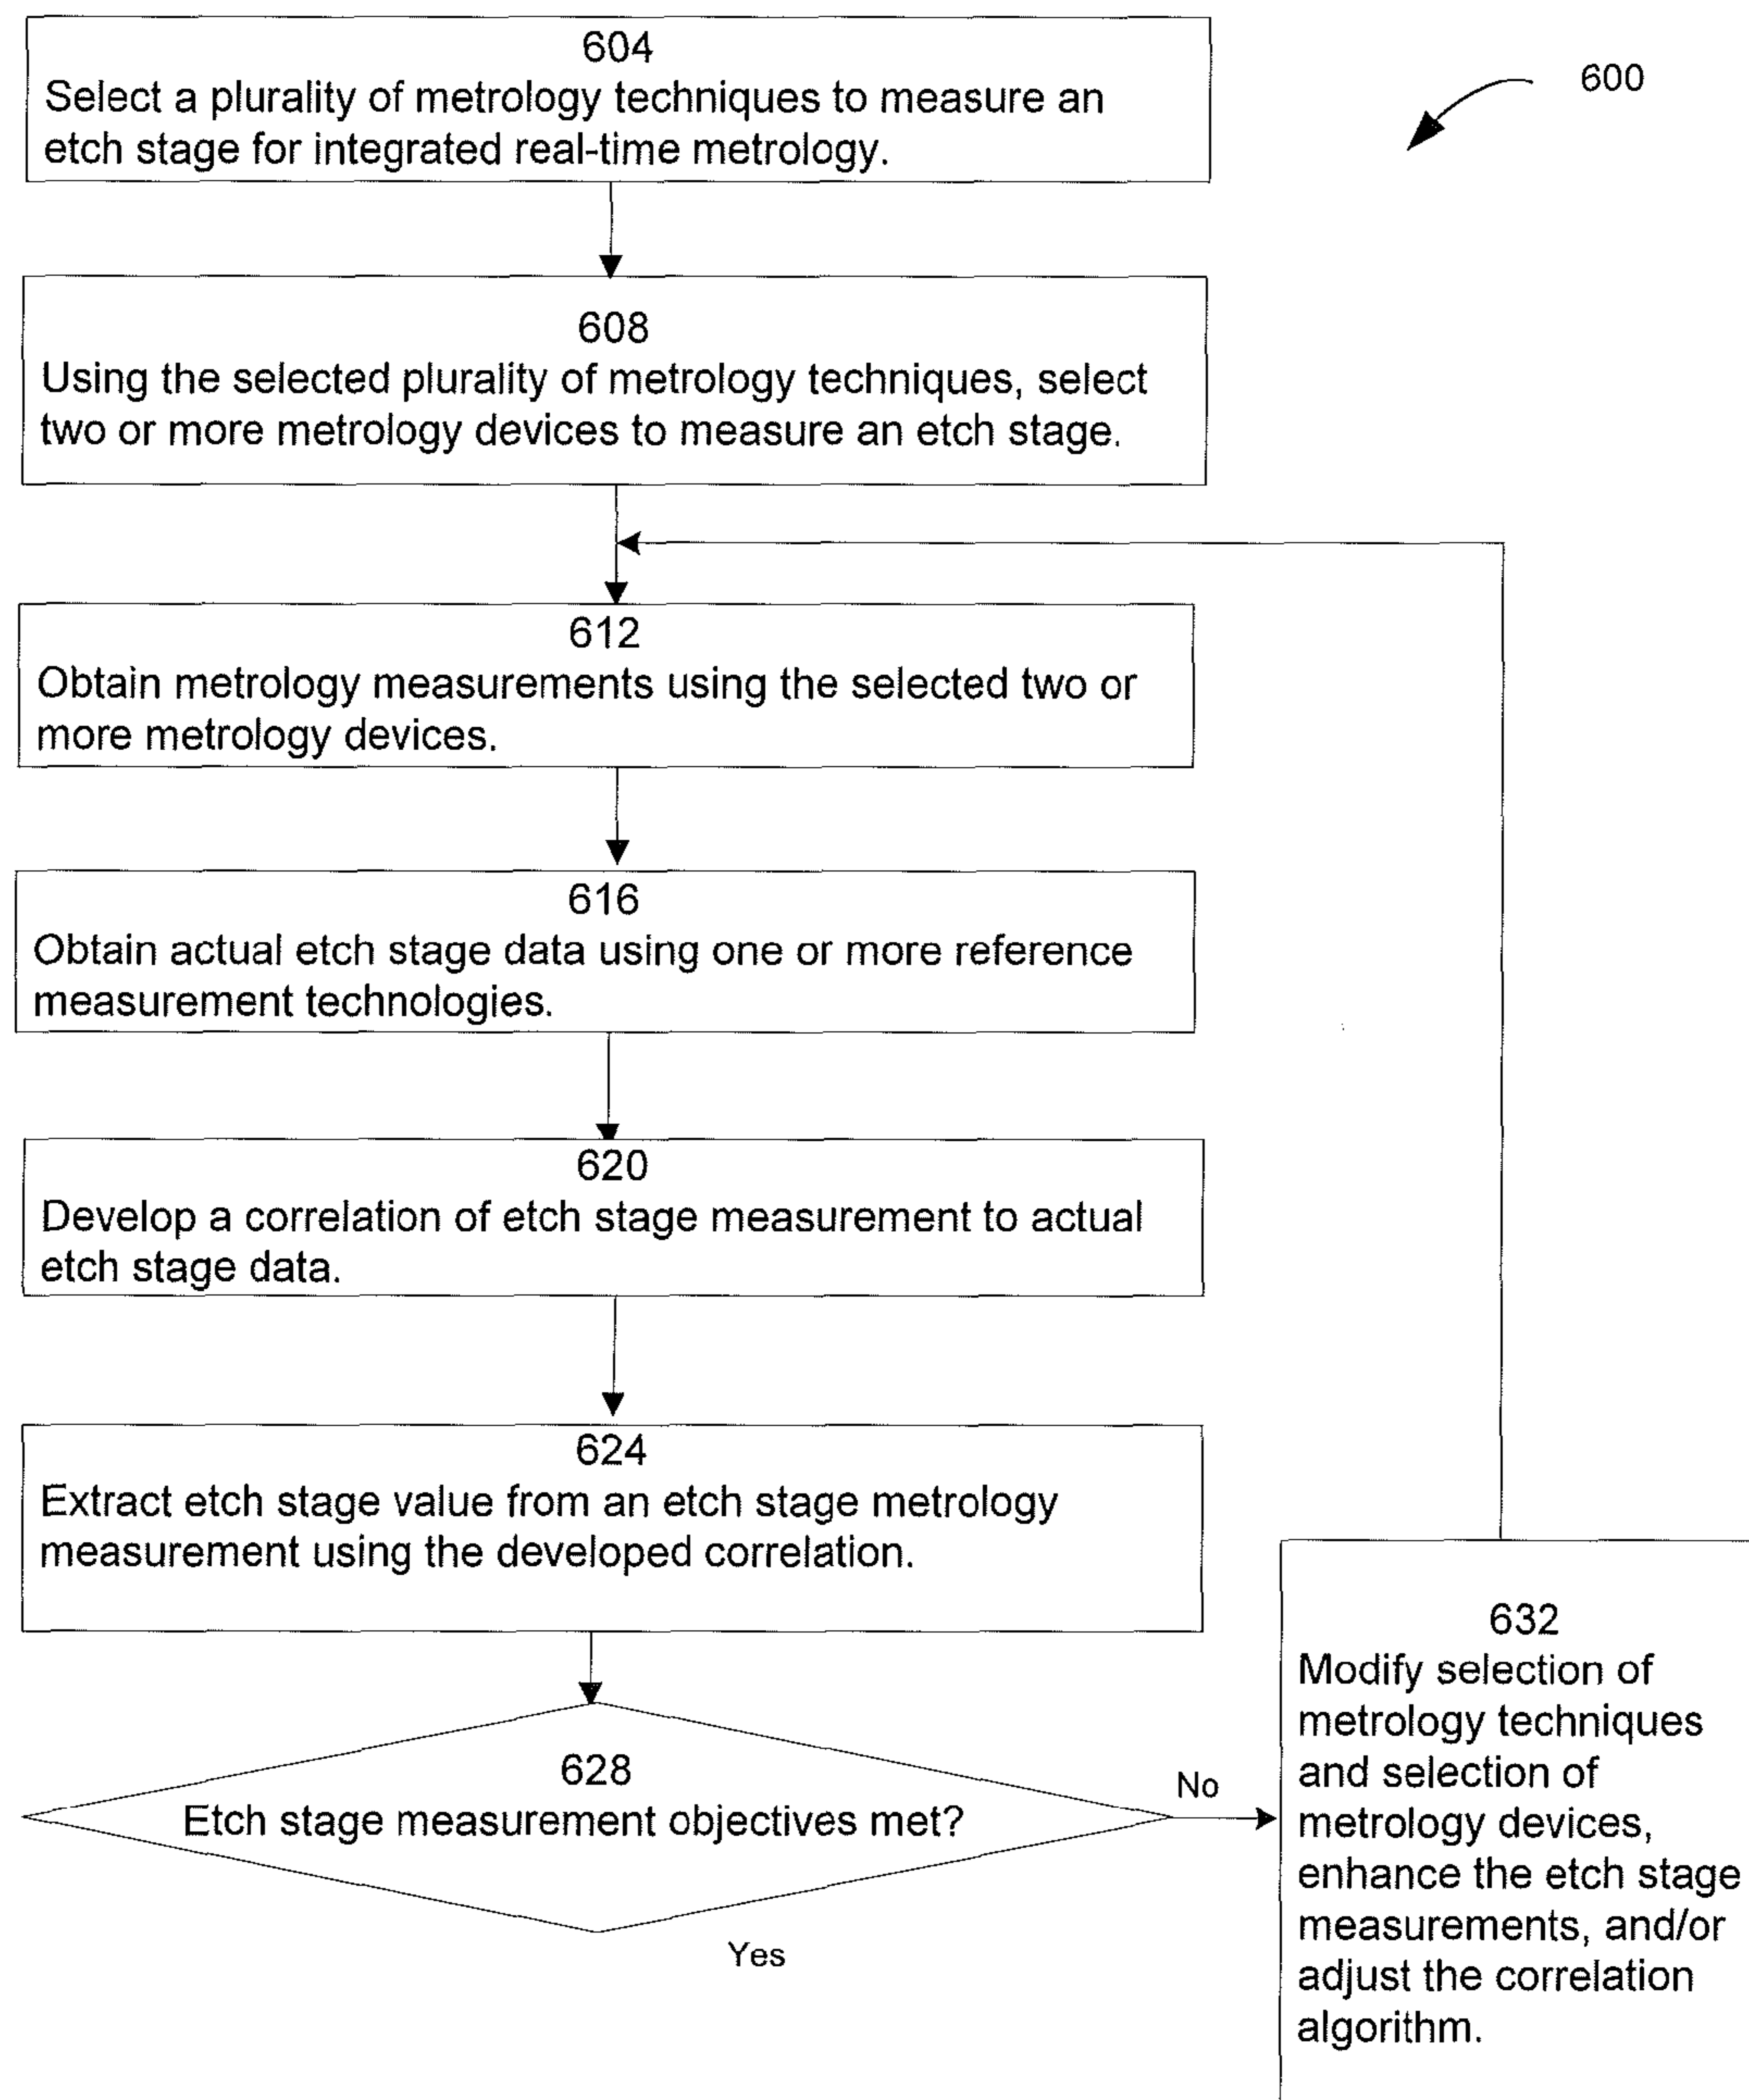 604
Select a plurality of metrology techniques to measure an
etch stage for integrated real-time metrology.
600
608
Using the selected plurality of metrology techniques, select
two or more metrology devices to measure an etch stage.
612
Obtain metrology measurements using the selected two or
more metrology devices.
616
Obtain actual etch stage data using one or more reference
measurement technologies.
620
Develop a correlation of etch stage measurement to actual
etch stage data.
624
Extract etch stage value from an etch stage metrology
measurement using the developed correlation.
628
Etch stage measurement objectives met?
No
Yes
632
Modify selection of
metrology techniques
and selection of
metrology devices,
enhance the etch stage
measurements, and/or
adjust the correlation
algorithm.